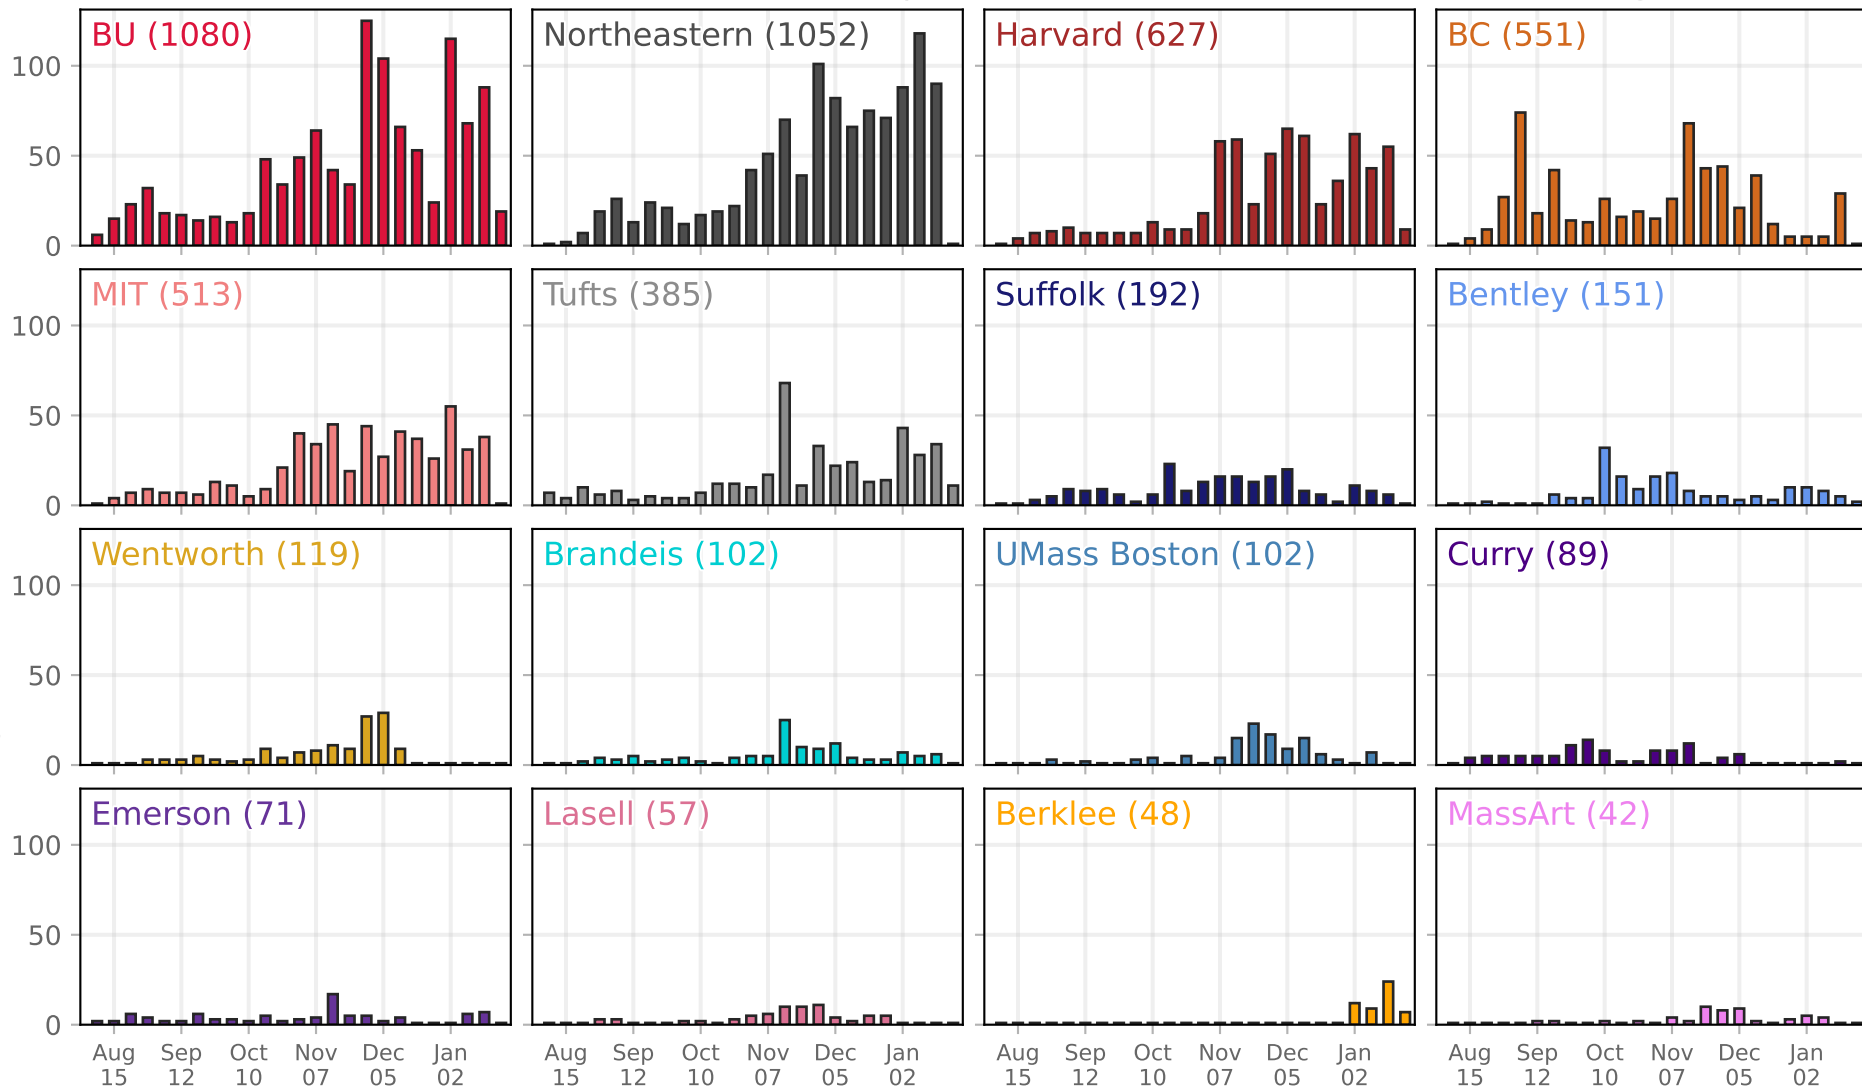 BU (1080)
Northeastern (1052)
Harvard (627)
BC (551)
100
50
0
MIT (513)
Tufts (385)
Suffolk (192)
Bentley (151)
100
50
0
Wentworth (119)
Brandeis (102)
UMass Boston (102)
Curry (89)
100
50
0
Emerson (71)
Lasell (57)
Berklee (48)
MassArt (42)
100
50
0
Aug Sep Oct Nov Dec Jan
15 12 10 07 05 02
Aug Sep Oct Nov Dec Jan
15 12 10 07 05 02
Aug Sep Oct Nov Dec Jan
15 12 10 07 05 02
Aug Sep Oct Nov Dec Jan
15 12 10 07 05 02